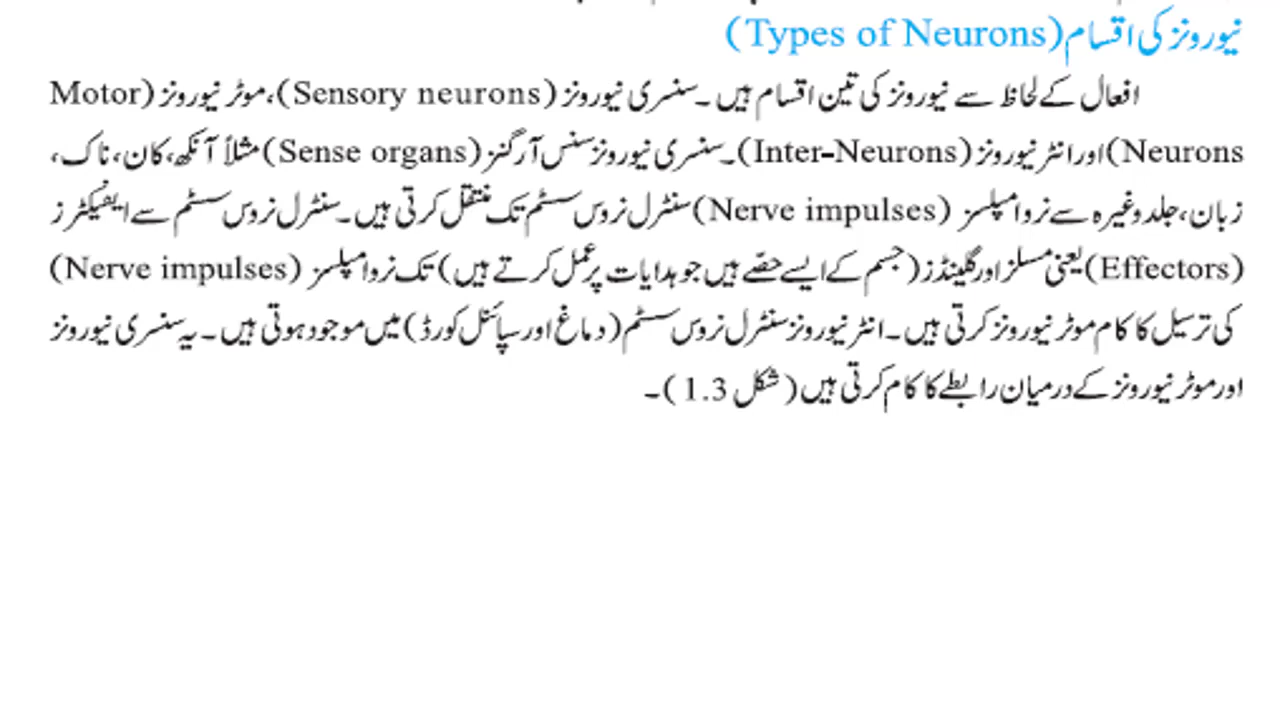 نیورونز کی اقسام (Types of Neurons)
افعال کے لحاظ سے نیورونز کی تین اقسام ہیں۔ سنسری نیورونز (Sensory neurons)، موٹر نیورونز (Motor
Neurons) اور انٹر نیورونز (Inter-Neurons)۔ سنسری نیورونز سنس آرگنز (Sense organs) مثلاً آنکھ، کان، ناک،
زبان، جلد وغیرہ سے نرو امپلسز (Nerve impulses) سنٹرل نروس سسٹم تک منتقل کرتی ہیں۔ سنٹرل نروس سسٹم سے ایفیکٹرز
(Effectors) یعنی مسلز اور گلینڈز (جسم کے ایسے حصّے ہیں جو ہدایات پر عمل کرتے ہیں) تک نرو امپلسز (Nerve impulses)
کی ترسیل کا کام موٹر نیورونز کرتی ہیں۔ انٹر نیورونز سنٹرل نروس سسٹم (دماغ اور سپائنل کورڈ) میں موجود ہوتی ہیں۔ یہ سنسری نیورونز
اور موٹر نیورونز کے درمیان رابطے کا کام کرتی ہیں (شکل 1.3)۔